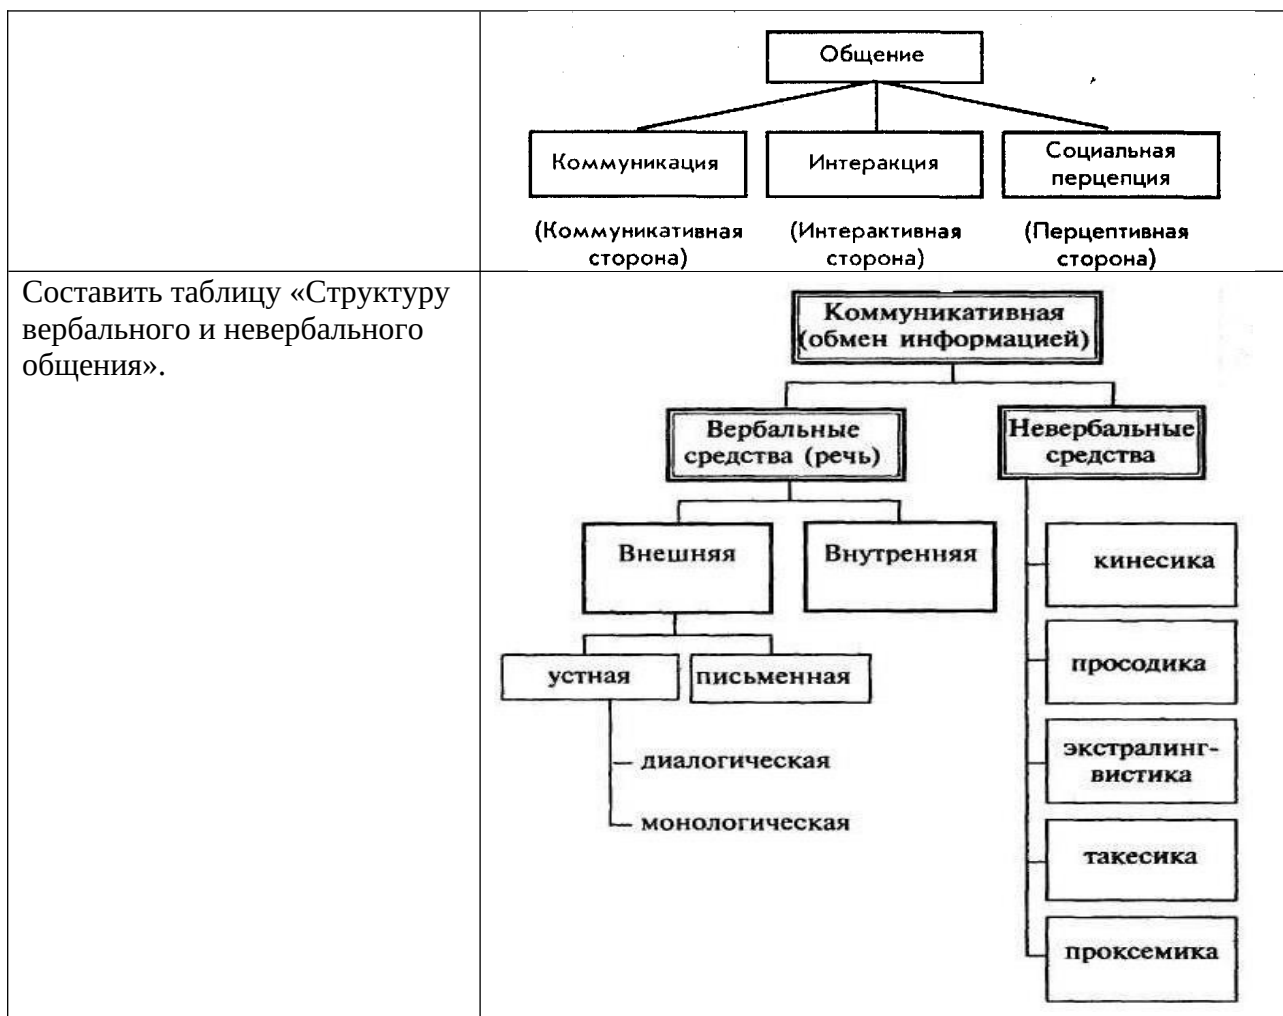 Общение
Коммуникация
Интеракция
Социальная
перцепция
(Коммуникативная
сторона)
(Интерактивная
сторона)
(Перцептивная
сторона)
Составить таблицу «Структуру
вербального и невербального
общения».
Коммуникативная
(обмен информацией)
Вербальные
средства (речь)
Невербальные
средства
Внешняя
Внутренняя
устная
письменная
диалогическая
монологическая
кинесика
просодика
экстралинг-
вистика
такесика
проксемика